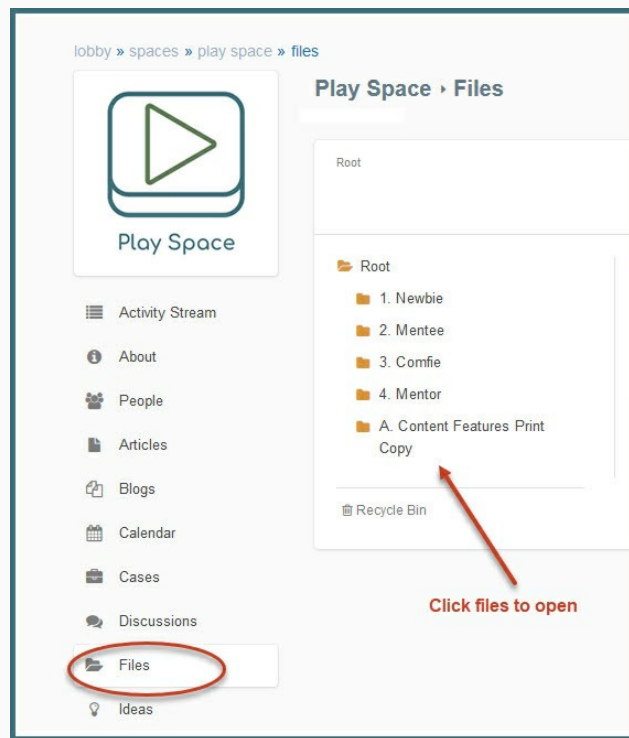 lobby » spaces » play space » files
Play Space
Activity Stream
About
People
Articles
Blogs
Calendar
Cases
Discussions
Files
Ideas
Play Space › Files
Root
Root
1. Newbie
2. Mentee
3. Comfie
4. Mentor
A. Content Features Print
Copy
Recycle Bin
Click files to open